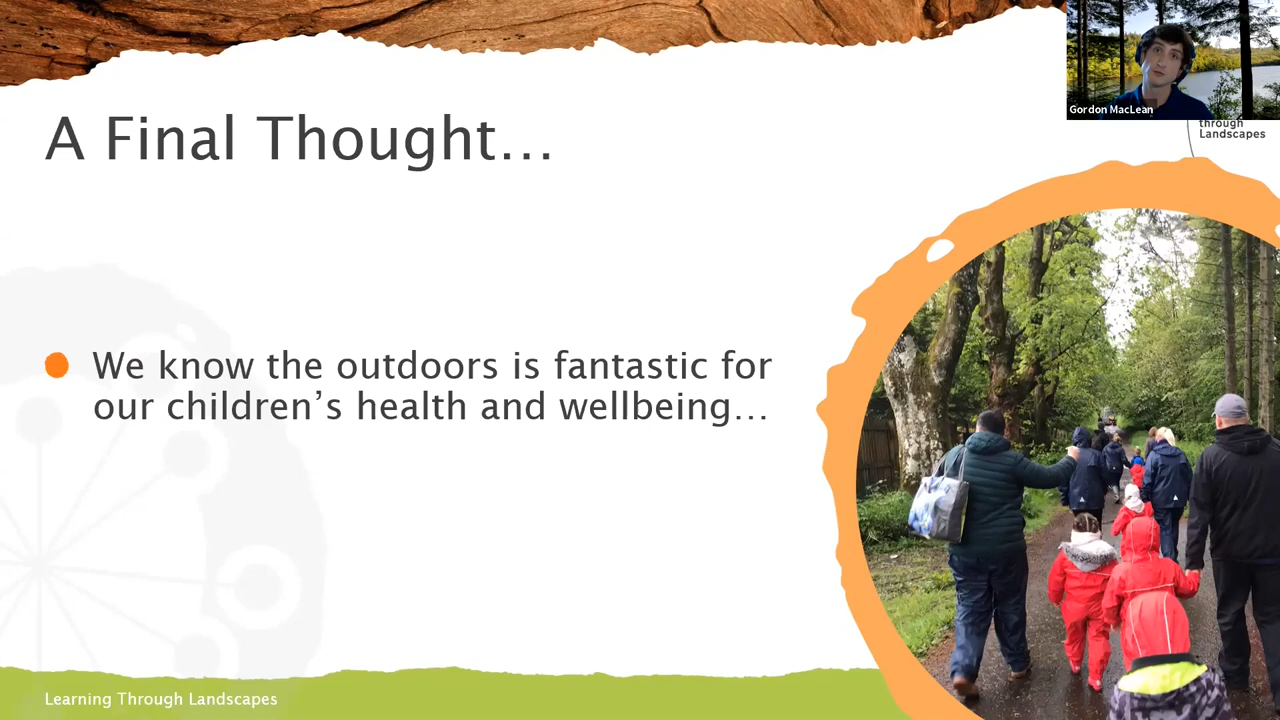 Gordon MacLean
through
Landscapes
A Final Thought...
We know the outdoors is fantastic for
our children’s health and wellbeing...
Learning Through Landscapes